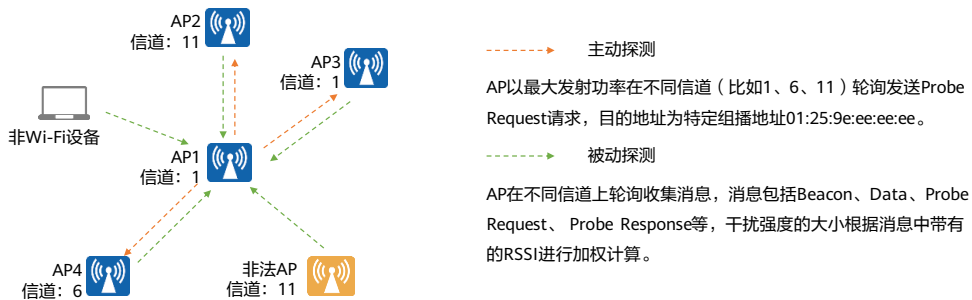 AP2
信道：11
AP3
信道：1
非Wi-Fi设备
AP1
信道：1
AP4
信道：6
非法AP
信道：11
主动探测
AP以最大发射功率在不同信道（比如1、6、11）轮询发送Probe
Request请求，目的地址为特定组播地址01:25:9e:ee:ee:ee。
被动探测
AP在不同信道上轮询收集消息，消息包括Beacon、Data、Probe
Request、 Probe Response等，干扰强度的大小根据消息中带有
的RSSI进行加权计算。